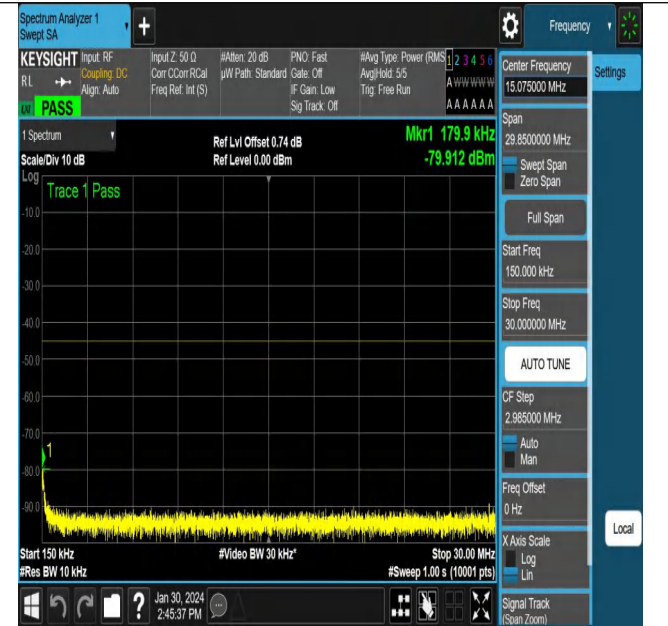 Spectrum Analyzer 1
Swept SA
+
Frequency
KEYSIGHT
RL
Input: RF
Coupling: DC
Align: Auto
Input Z: 50 Ω
Corr CCorr RCal
Freq Ref: Int (S)
#Atten: 20 dB
µW Path: Standard
PNO: Fast
Gate: Off
IF Gain: Low
Sig Track: Off
#Avg Type: Power (RMS
Avg|Hold: 5/5
Trig: Free Run
1 2 3 4 5 6
A W W W W W
A A A A A A
PASS
1 Spectrum
Scale/Div 10 dB
Ref Lvl Offset 0.74 dB
Ref Level 0.00 dBm
Mkr1 179.9 kHz
-79.912 dBm
Log
Trace 1 Pass
-10.0
-20.0
-30.0
-40.0
-50.0
-60.0
-70.0
-80.0
-90.0
1
Start 150 kHz
#Res BW 10 kHz
#Video BW 30 kHz*
Stop 30.00 MHz
#Sweep 1.00 s (10001 pts)
Center Frequency
15.075000 MHz
Settings
Span
29.8500000 MHz
Swept Span
Zero Span
Full Span
Start Freq
150.000 kHz
Stop Freq
30.000000 MHz
AUTO TUNE
CF Step
2.985000 MHz
Auto
Man
Freq Offset
0 Hz
X Axis Scale
Log
Lin
Local
Signal Track
(Span Zoom)
?
Jan 30, 2024
2:45:37 PM